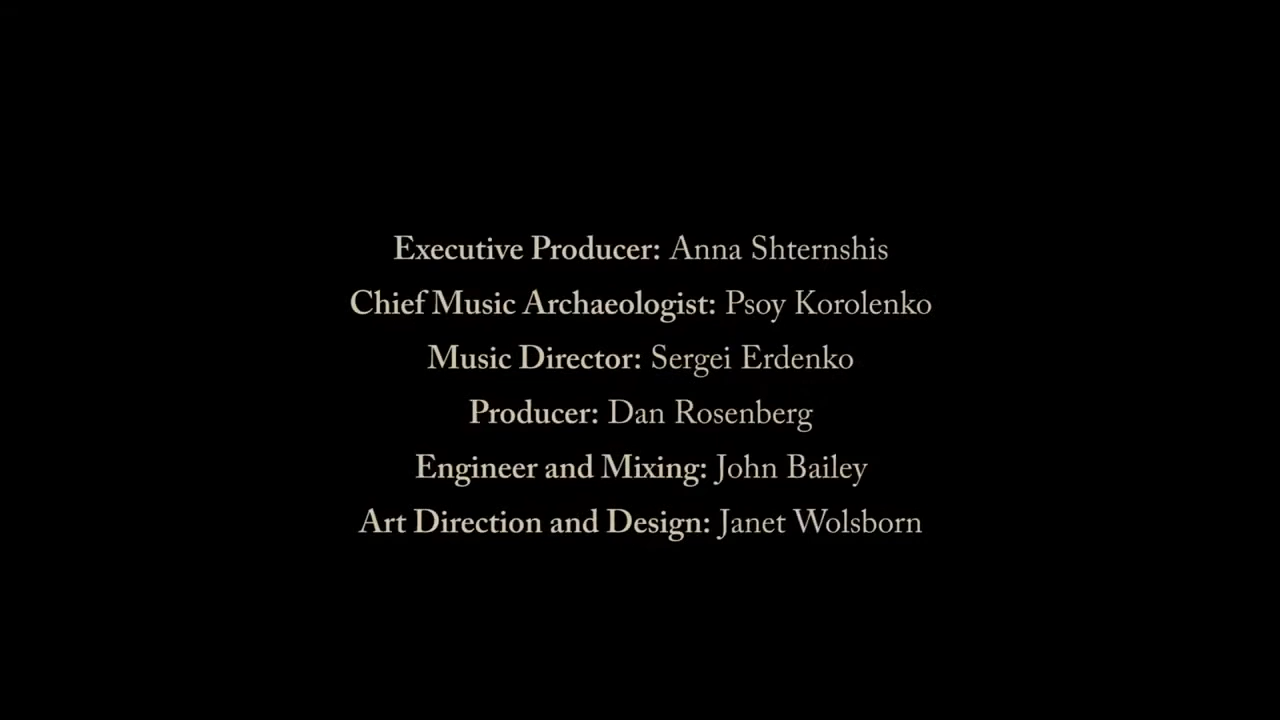 Executive Producer: Anna Shternshis
Chief Music Archaeologist: Psoy Korolenko
Music Director: Sergei Erdenko
Producer: Dan Rosenberg
Engineer and Mixing: John Bailey
Art Direction and Design: Janet Wolsborn